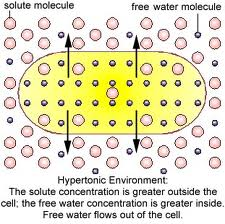 solute molecule free water molecule
Hypertonic Environment:
The solute concentration is greater outside the
cell; the free water concentration is greater inside.
Free water flows out of the cell.